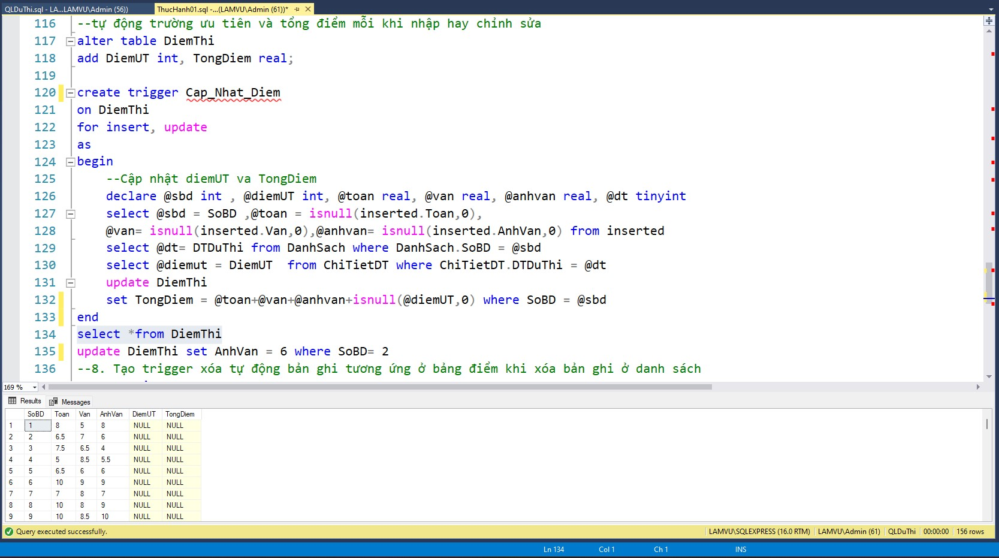 QLDuThi.sql - LA...LAMVU\Admin (56))
ThucHanh01.sql -...(LAMVU\Admin (61))*
116 --tự động trường ưu tiên và tổng điểm mỗi khi nhập hay chỉnh sửa
117 alter table DiemThi
118 add DiemUT int, TongDiem real;
119
120 create trigger Cap_Nhat_Diem
121 on DiemThi
122 for insert, update
123 as
124 begin
125 --Cập nhật diemUT va TongDiem
126 declare @sbd int , @diemUT int, @toan real, @van real, @anhvan real, @dt tinyint
127 select @sbd = SoBD ,@toan = isnull(inserted.Toan,0),
128 @van= isnull(inserted.Van,0),@anhvan= isnull(inserted.AnhVan,0) from inserted
129 select @dt= DTDuThi from DanhSach where DanhSach.SoBD = @sbd
130 select @diemut = DiemUT  from ChiTietDT where ChiTietDT.DTDuThi = @dt
131 update DiemThi
132 set TongDiem = @toan+@van+@anhvan+isnull(@diemUT,0) where SoBD = @sbd
133 end
134 select *from DiemThi
135 update DiemThi set AnhVan = 6 where SoBD= 2
136 --8. Tạo trigger xóa tự động bản ghi tương ứng ở bảng điểm khi xóa bản ghi ở danh sách
169 %
Results Messages
SoBD Toan Van AnhVan DiemUT TongDiem
1 1 8 5 8 NULL NULL
2 2 6.5 7 6 NULL NULL
3 3 7.5 6.5 4 NULL NULL
4 4 5 8.5 5.5 NULL NULL
5 5 6.5 6 6 NULL NULL
6 6 10 9 9 NULL NULL
7 7 7 8 7 NULL NULL
8 8 10 8 9 NULL NULL
9 9 10 8.5 10 NULL NULL
Query executed successfully. LAMVU\SQLEXPRESS (16.0 RTM) LAMVU\Admin (61) QLDuThi 00:00:00 156 rows
Ln 134 Col 1 Ch 1 INS